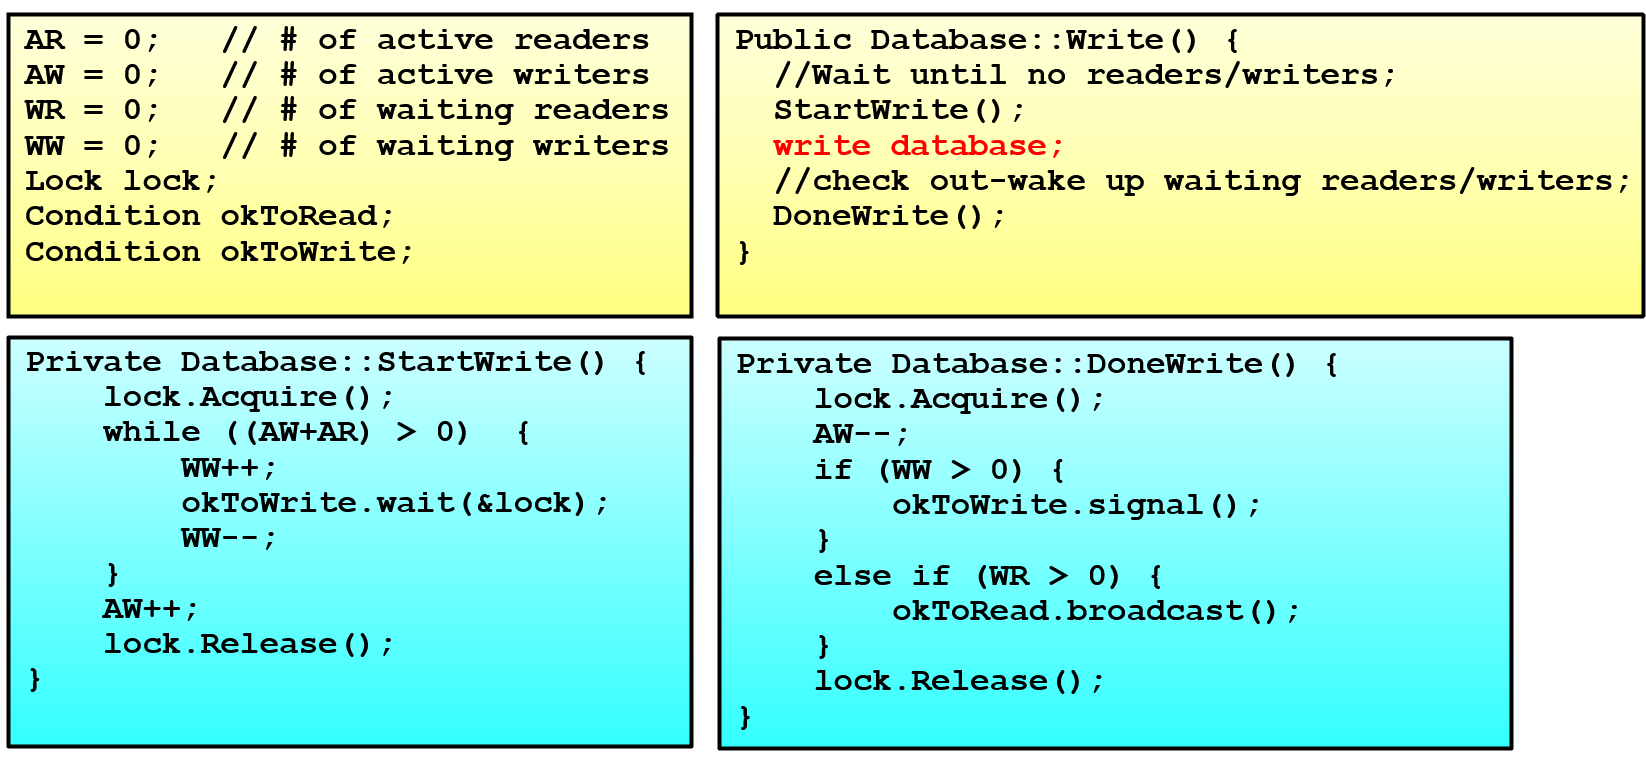 AR = 0;   // # of active readers
AW = 0;   // # of active writers
WR = 0;   // # of waiting readers
WW = 0;   // # of waiting writers
Lock lock;
Condition okToRead;
Condition okToWrite;
Public Database::Write() {
  //Wait until no readers/writers;
  StartWrite();
  write database;
  //check out-wake up waiting readers/writers;
  DoneWrite();
}
Private Database::StartWrite() {
    lock.Acquire();
    while ((AW+AR) > 0)  {
        WW++;
        okToWrite.wait(&lock);
        WW--;
    }
    AW++;
    lock.Release();
}
Private Database::DoneWrite() {
    lock.Acquire();
    AW--;
    if (WW > 0) {
        okToWrite.signal();
    }
    else if (WR > 0) {
        okToRead.broadcast();
    }
    lock.Release();
}